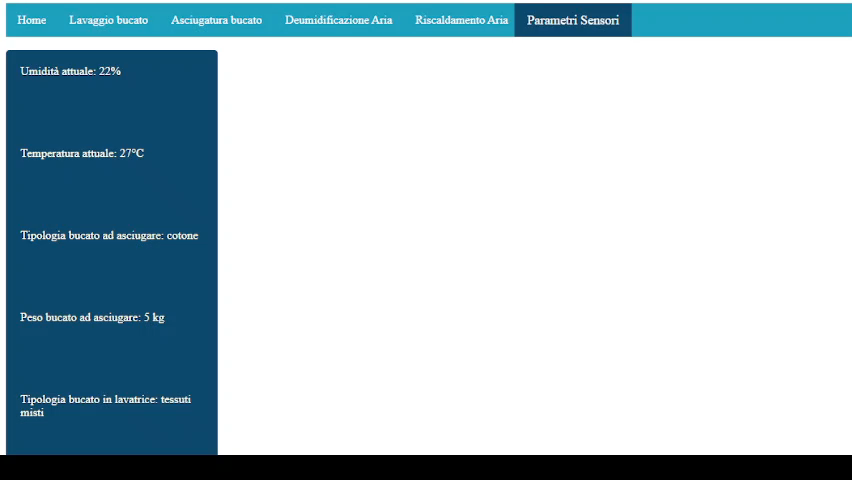 Home Lavaggio bucato Asciugatura bucato Deumidificazione Aria Riscaldamento Aria Parametri Sensori
Umidità attuale: 22%
Temperatura attuale: 27°C
Tipologia bucato ad asciugare: cotone
Peso bucato ad asciugare: 5 kg
Tipologia bucato in lavatrice: tessuti
misti